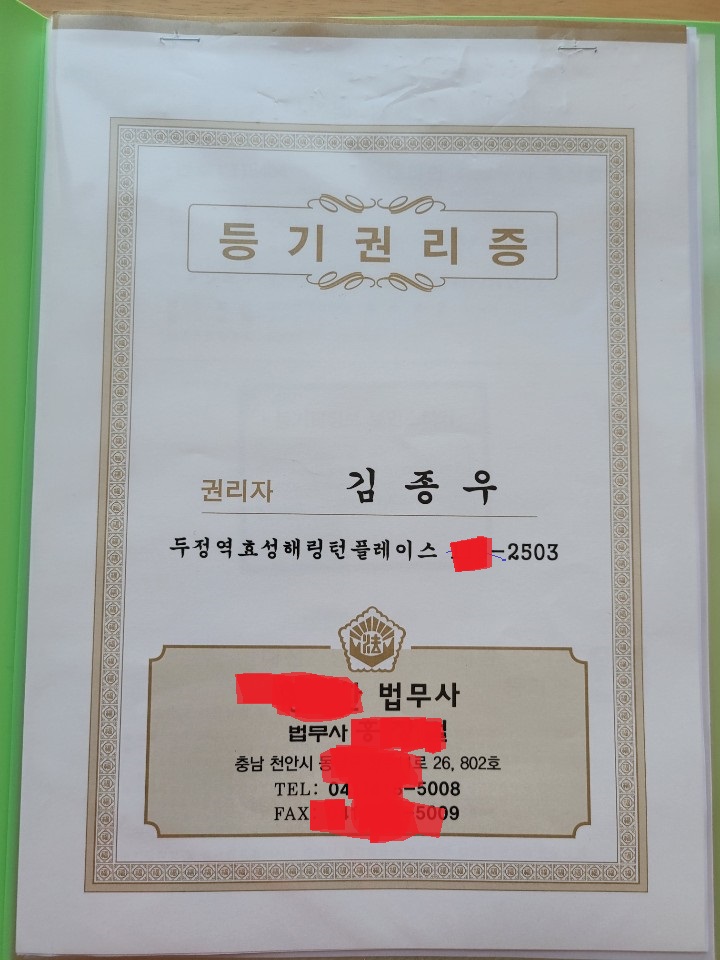 등기권리증
권리자 김종우
두정역효성해링턴플레이스 -2503
法
법무사
법무사
충남 천안시 동 로 26, 802호
TEL: 04 -5008
FAX: 5009